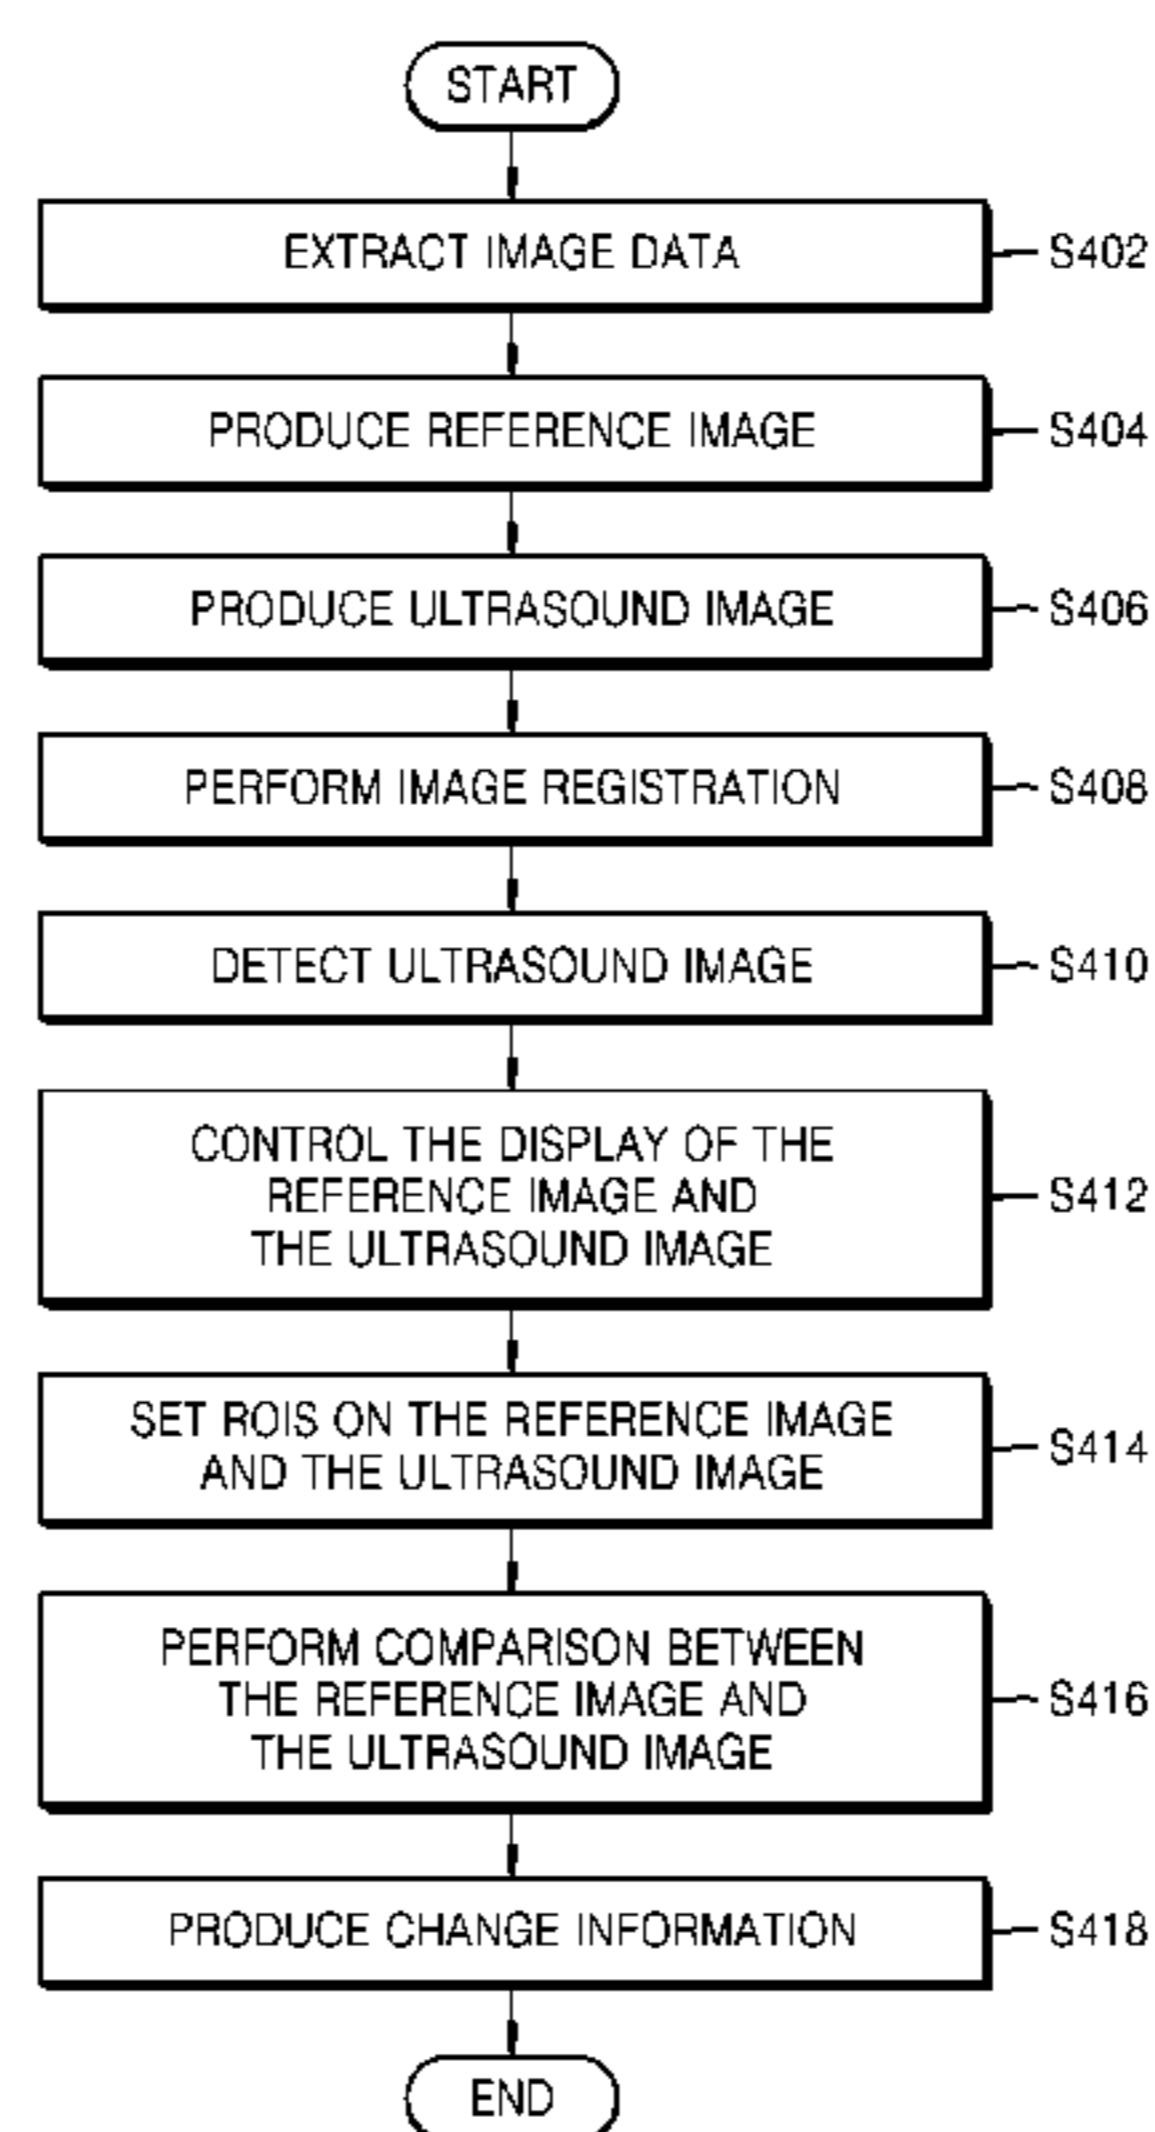 START
EXTRACT IMAGE DATA
S402
PRODUCE REFERENCE IMAGE
S404
PRODUCE ULTRASOUND IMAGE
S406
PERFORM IMAGE REGISTRATION
S408
DETECT ULTRASOUND IMAGE
S410
CONTROL THE DISPLAY OF THE
REFERENCE IMAGE AND
THE ULTRASOUND IMAGE
S412
SET ROIS ON THE REFERENCE IMAGE
AND THE ULTRASOUND IMAGE
S414
PERFORM COMPARISON BETWEEN
THE REFERENCE IMAGE AND
THE ULTRASOUND IMAGE
S416
PRODUCE CHANGE INFORMATION
S418
END